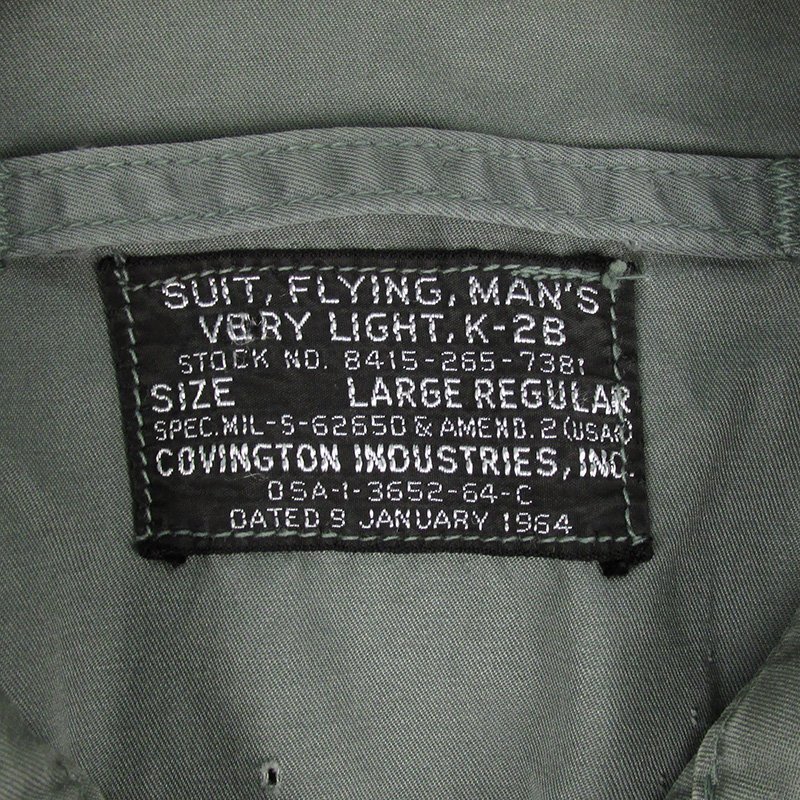 SUIT, FLYING, MAN'S
VERY LIGHT, K-2B
STOCK NO. 8415-265-7381
SIZE LARGE REGULAR
SPEC. MIL-S-6265D & AMEND. 2 (USAF)
COVINGTON INDUSTRIES, INC.
DSA-1-3652-64-C
DATED 9 JANUARY 1964